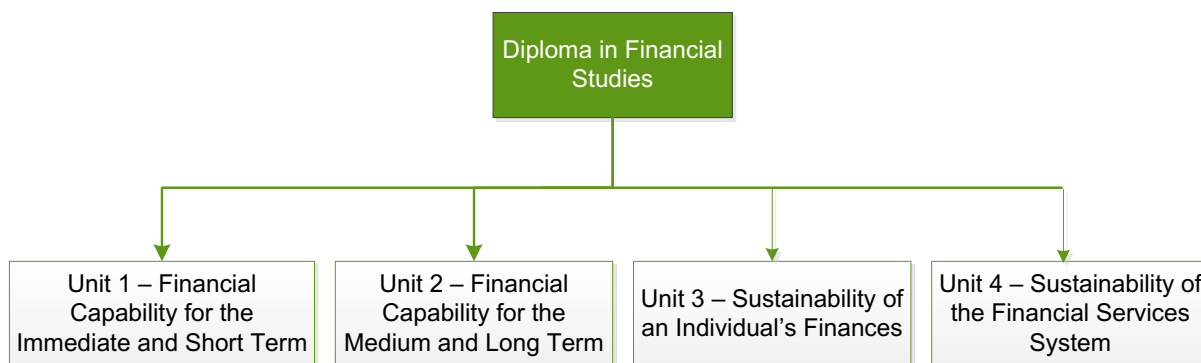 Diploma in Financial
Studies
Unit 1 – Financial
Capability for the
Immediate and Short Term
Unit 2 – Financial
Capability for the
Medium and Long Term
Unit 3 – Sustainability of
an Individual’s Finances
Unit 4 – Sustainability of
the Financial Services
System